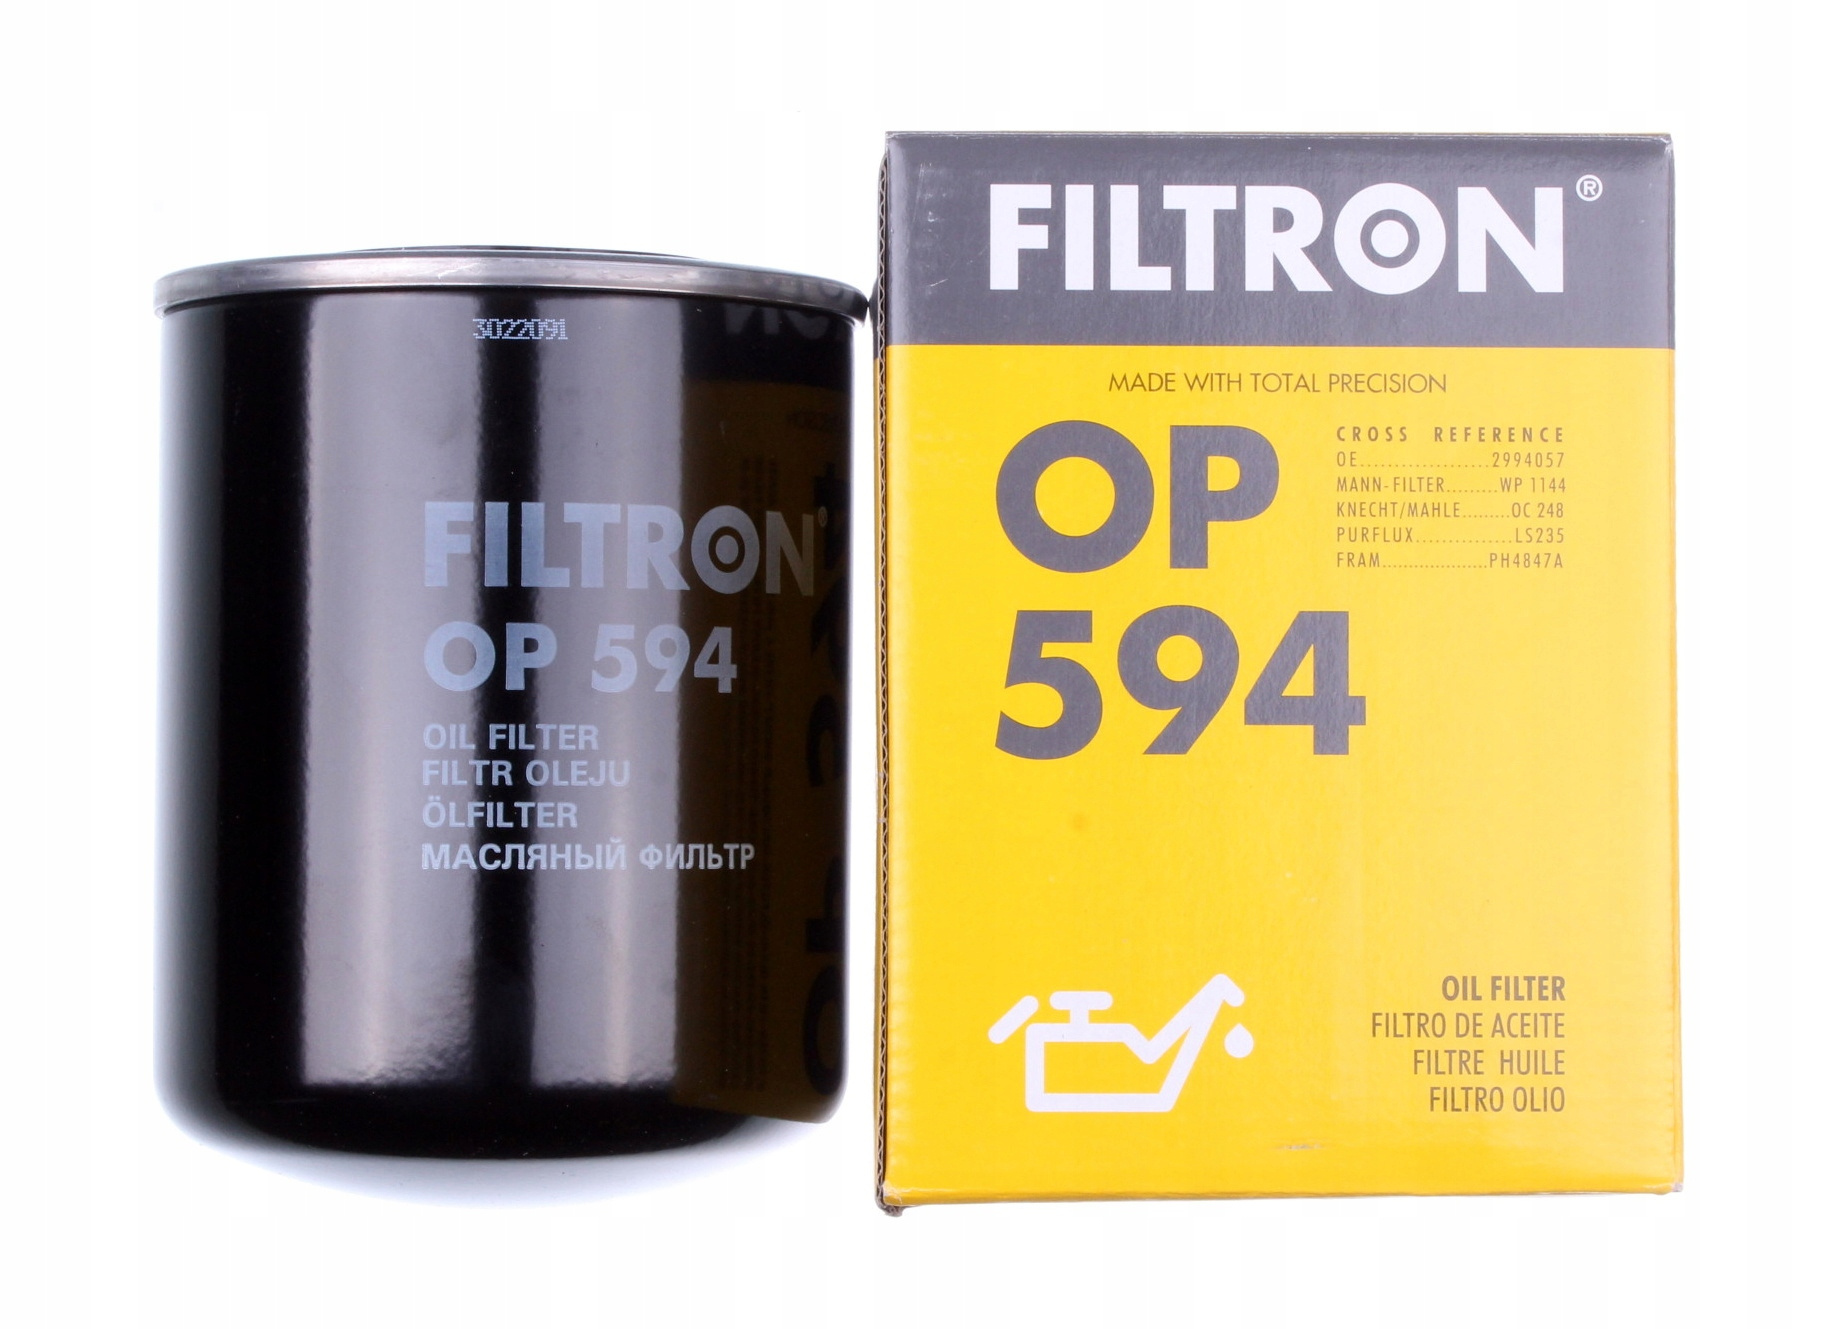 3022091
FILTRON®
OP 594
OIL FILTER
FILTR OLEJU
ÖLFILTER
МАСЛЯНЫЙ ФИЛЬТР
FILTRON®
MADE WITH TOTAL PRECISION
OP
594
CROSS REFERENCE
OE...................2994057
MANN-FILTER.........WP 1144
KNECHT/MAHLE.........OC 248
PURFLUX...............LS235
FRAM....................PH4847A
OIL FILTER
FILTRO DE ACEITE
FILTRE HUILE
FILTRO OLIO